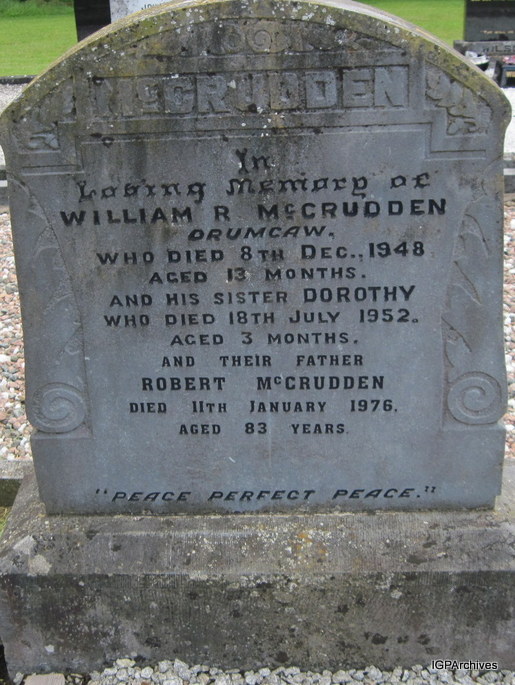 McCRUDDEN
In
Loving Memory of
WILLIAM R. McCRUDDEN
DRUMCAW,
WHO DIED 8TH DEC., 1948
AGED 13 MONTHS.
AND HIS SISTER DOROTHY
WHO DIED 18TH JULY 1952.
AGED 3 MONTHS.
AND THEIR FATHER
ROBERT McCRUDDEN
DIED 11TH JANUARY 1976.
AGED 83 YEARS.
"PEACE PERFECT PEACE."
IGPArchives